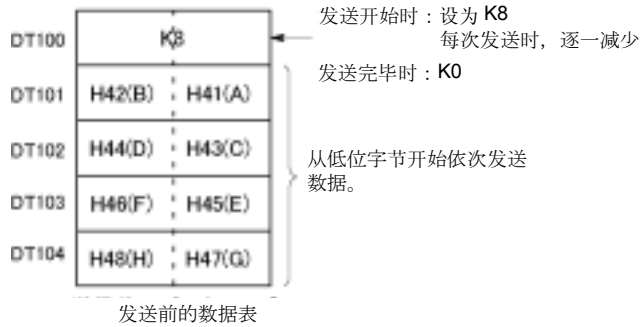 发送开始时：设为 K8
每次发送时，逐一减少
DT100 K8
发送完毕时：K0
DT101 H42(B) H41(A)
DT102 H44(D) H43(C)
从低位字节开始依次发送
数据。
DT103 H46(F) H45(E)
DT104 H48(H) H47(G)
发送前的数据表